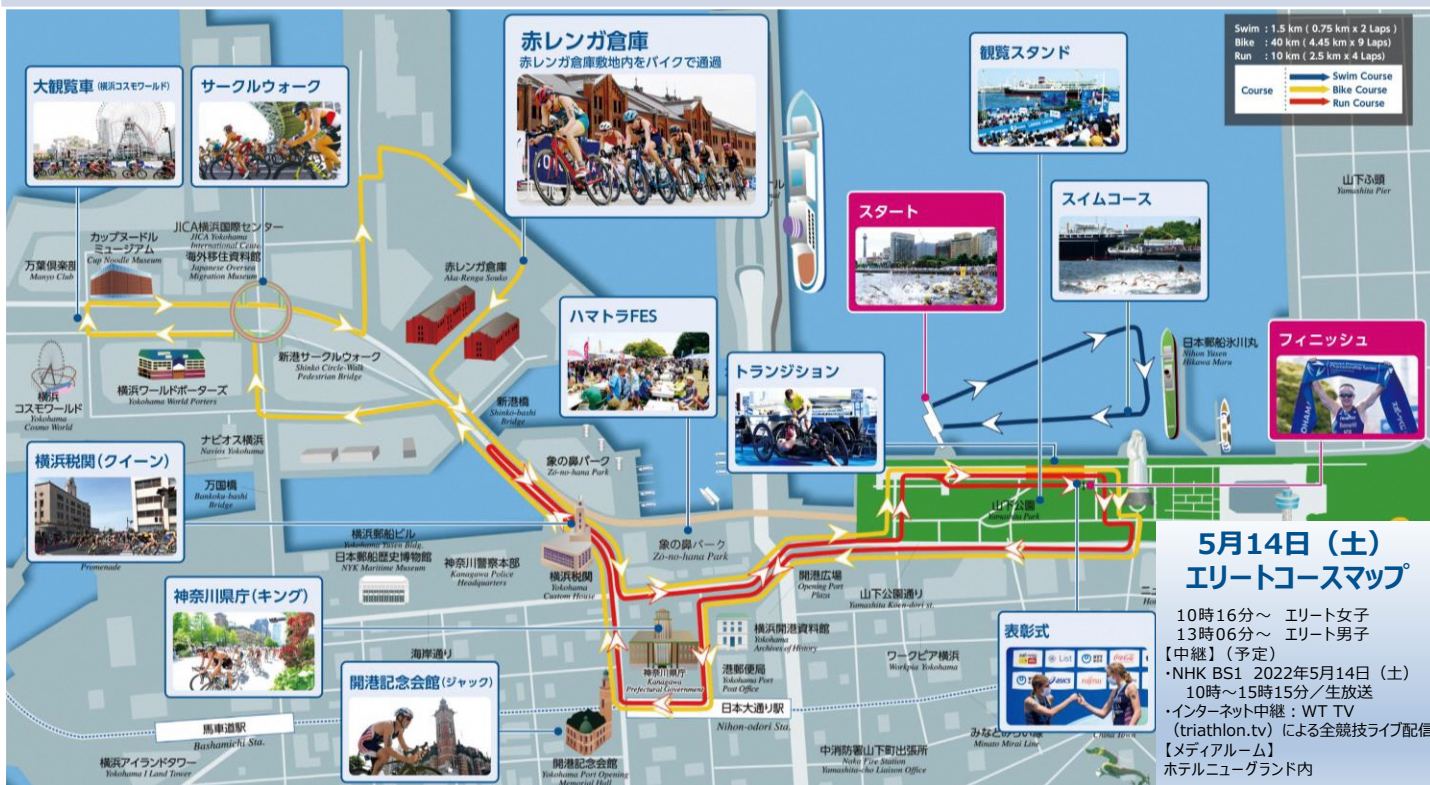 大観覧車 (横浜コスモワールド)
サークルウォーク
赤レンガ倉庫
赤レンガ倉庫敷地内をバイクで通過
観覧スタンド
Swim : 1.5 km ( 0.75 km x 2 Laps )
Bike : 40 km ( 4.45 km x 9 Laps)
Run : 10 km ( 2.5 km x 4 Laps)
Course
Swim Course
Bike Course
Run Course
山下ふ頭
Yamashita Pier
スタート
スイムコース
JICA横浜国際センター
JICA Yokohama
International Cente
海外移住資料館
Japanese Oversea
Migration Museum
カップヌードル
ミュージアム
Cup Noodle Museum
万葉倶楽部
Manyo Club
赤レンガ倉庫
Aka-Renga Souko
ハマトラFES
トランジション
日本郵船氷川丸
Nihon Yusen
Hikawa Maru
フィニッシュ
新港サークルウォーク
Shinko Circle-Walk
Pedestrian Bridge
横浜
コスモワールド
Yokohama
Cosmo World
横浜ワールドポーターズ
Yokohama World Porters
新港橋
Shinko-bashi
Bridge
ナビオス横浜
Navios Yokohama
横浜税関(クイーン)
万国橋
Bankoku-bashi
Bridge
Promenade
象の鼻パーク
Zō-no-hana Park
山下公園
Yamashita Park
横浜郵船ビル
Yokohama Yusen Bldg.
日本郵船歴史博物館
NYK Maritime Museum
神奈川県警察本部
Kanagawa Police
Headquarters
横浜税関
Yokohama
Custom House
象の鼻パーク
Zō-no-hana Park
開港広場
Opening Port
Plaza
山下公園通り
Yamashita Koen-dori st.
神奈川県庁(キング)
海岸通り
神奈川県庁
Kanagawa
Prefectural Government
横浜開港資料館
Yokohama
Archives of History
港郵便局
Yokohama Port
Post Office
ワークピア横浜
Workpia Yokohama
表彰式
開港記念会館(ジャック)
馬車道駅
Bashamichi Sta.
日本大通り駅
Nihon-odori Sta.
横浜アイランドタワー
Yokohama I Land Tower
開港記念会館
Yokohama Port Opening
Memorial Hall
中消防署山下町出張所
Naka Fire Station
Yamashita-cho Liaison Office
みなとみらい線
Minato Mirai Line
China Town
5月14日（土）
エリートコースマップ
10時16分～ エリート女子
13時06分～ エリート男子
【中継】（予定）
・NHK BS1 2022年5月14日（土）
10時～15時15分／生放送
・インターネット中継：WT TV
（triathlon.tv）による全競技ライブ配信
【メディアルーム】
ホテルニューグランド内